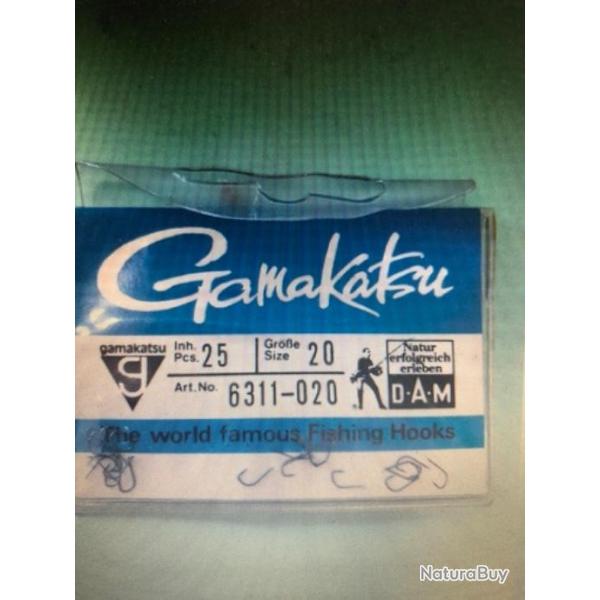 Gamakatsu
gamakatsu
G
Inh.
Pcs. 25
Größe
Size 20
Art.No. 6311-020
Natur
erfolgreich
erleben
D·A·M
The world famous Fishing Hooks
NaturaBuy